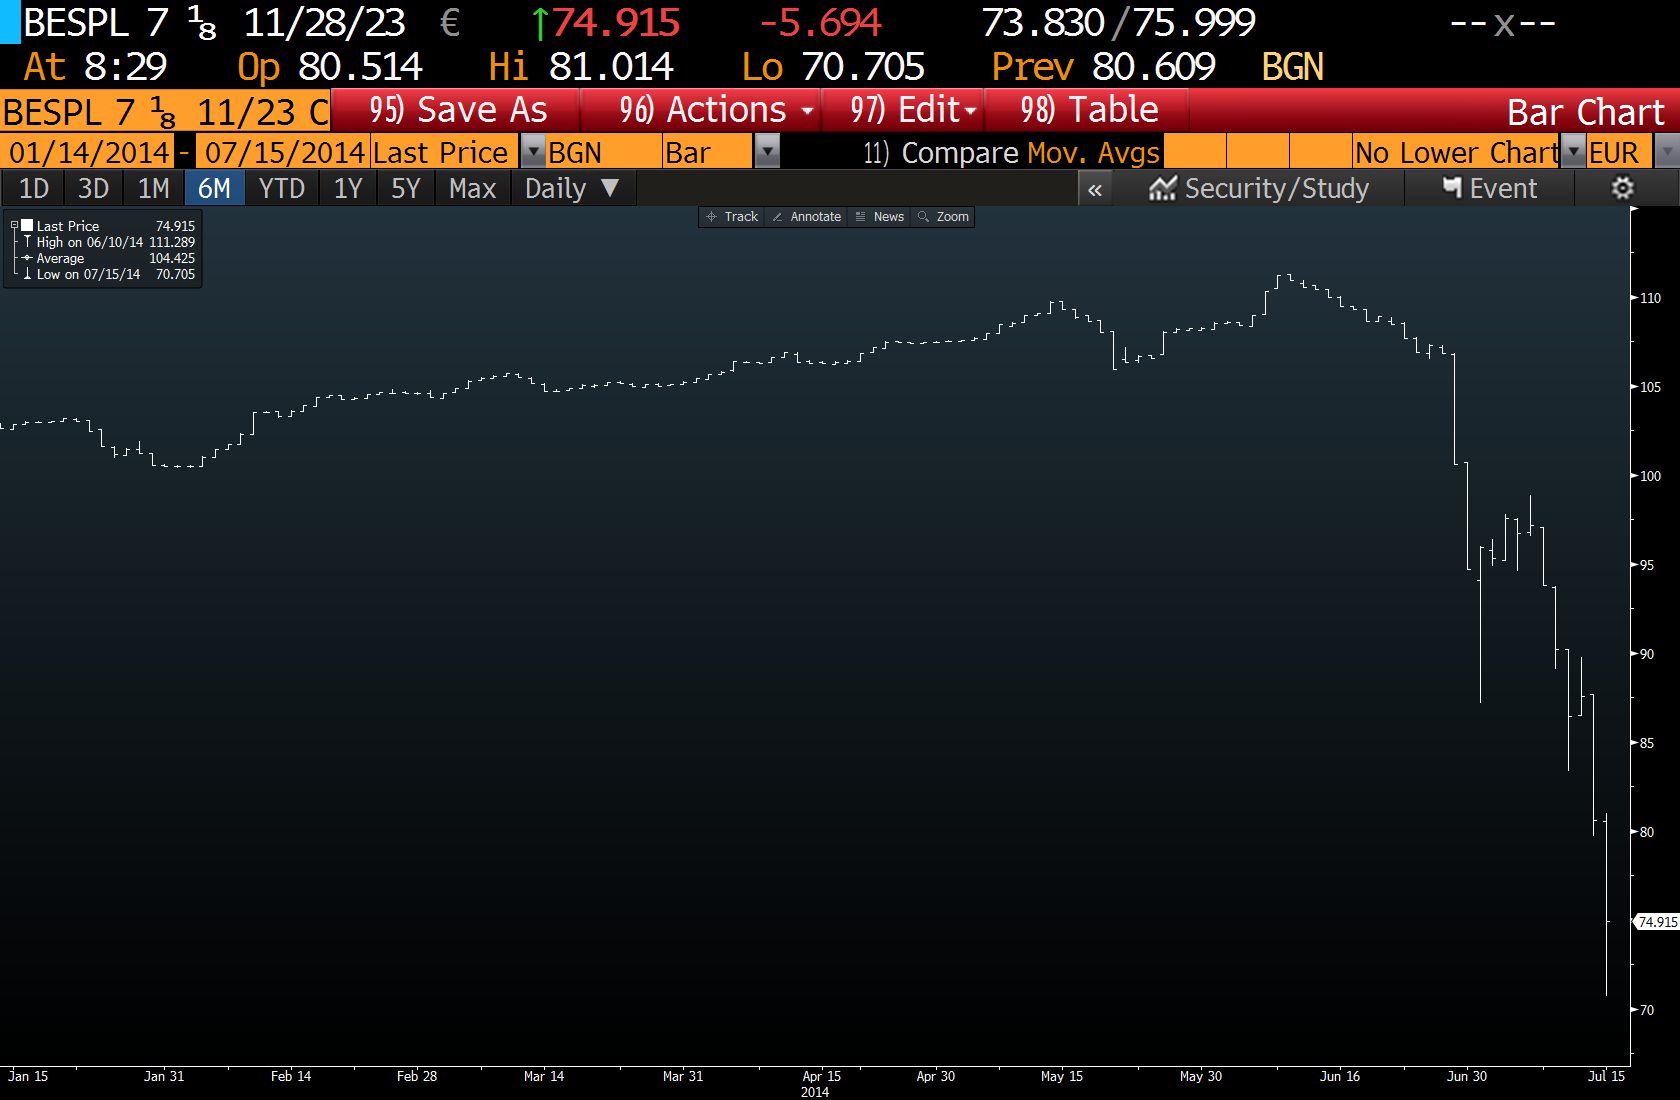 BESPL 7 ⅛ 11/28/23 € ↑74.915 -5.694 73.830/75.999 --x--
At 8:29 Op 80.514 Hi 81.014 Lo 70.705 Prev 80.609 BGN
BESPL 7 ⅛ 11/23 C 95) Save As 96) Actions 97) Edit 98) Table Bar Chart
01/14/2014 - 07/15/2014 Last Price BGN Bar 11) Compare Mov. Avgs No Lower Chart EUR
1D 3D 1M 6M YTD 1Y 5Y Max Daily ▼ « Security/Study Event
Track Annotate News Zoom
Last Price 74.915
High on 06/10/14 111.289
Average 104.425
Low on 07/15/14 70.705
110
105
100
95
90
85
80
74.915
70
Jan 15 Jan 31 Feb 14 Feb 28 Mar 14 Mar 31 Apr 15 Apr 30 May 15 May 30 Jun 16 Jun 30 Jul 15
2014